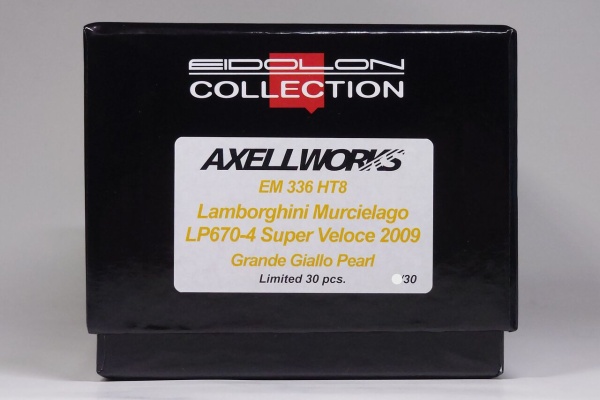 EIDOLON
COLLECTION
AXELLWORKS
EM 336 HT8
Lamborghini Murcielago
LP670-4 Super Veloce 2009
Grande Giallo Pearl
Limited 30 pcs. /30